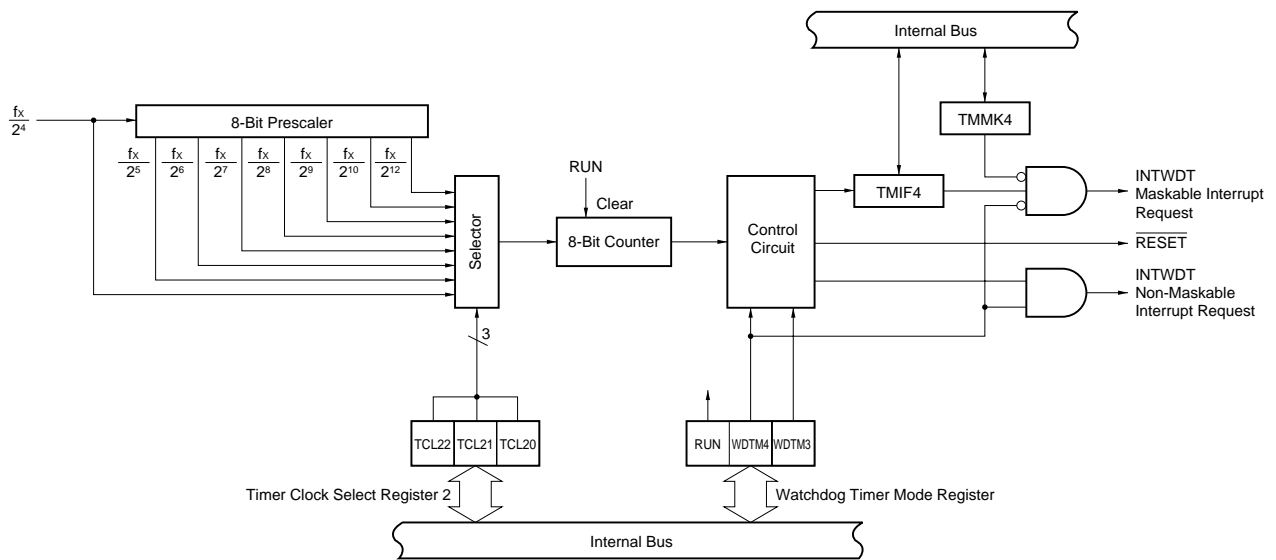 Internal Bus
TMMK4
fX
2⁴
8-Bit Prescaler
fX
2⁵
fX
2⁶
fX
2⁷
fX
2⁸
fX
2⁹
fX
2¹⁰
fX
2¹²
RUN
Clear
Selector
8-Bit Counter
Control
Circuit
TMIF4
INTWDT
Maskable Interrupt
Request
RESET
INTWDT
Non-Maskable
Interrupt Request
3
TCL22 TCL21 TCL20
RUN WDTM4 WDTM3
Timer Clock Select Register 2
Watchdog Timer Mode Register
Internal Bus